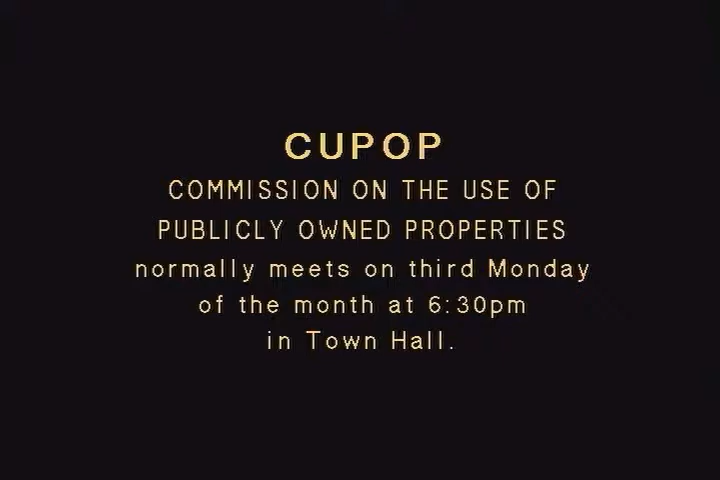 CUPOP
COMMISSION ON THE USE OF
PUBLICLY OWNED PROPERTIES
normally meets on third Monday
of the month at 6:30pm
in Town Hall.